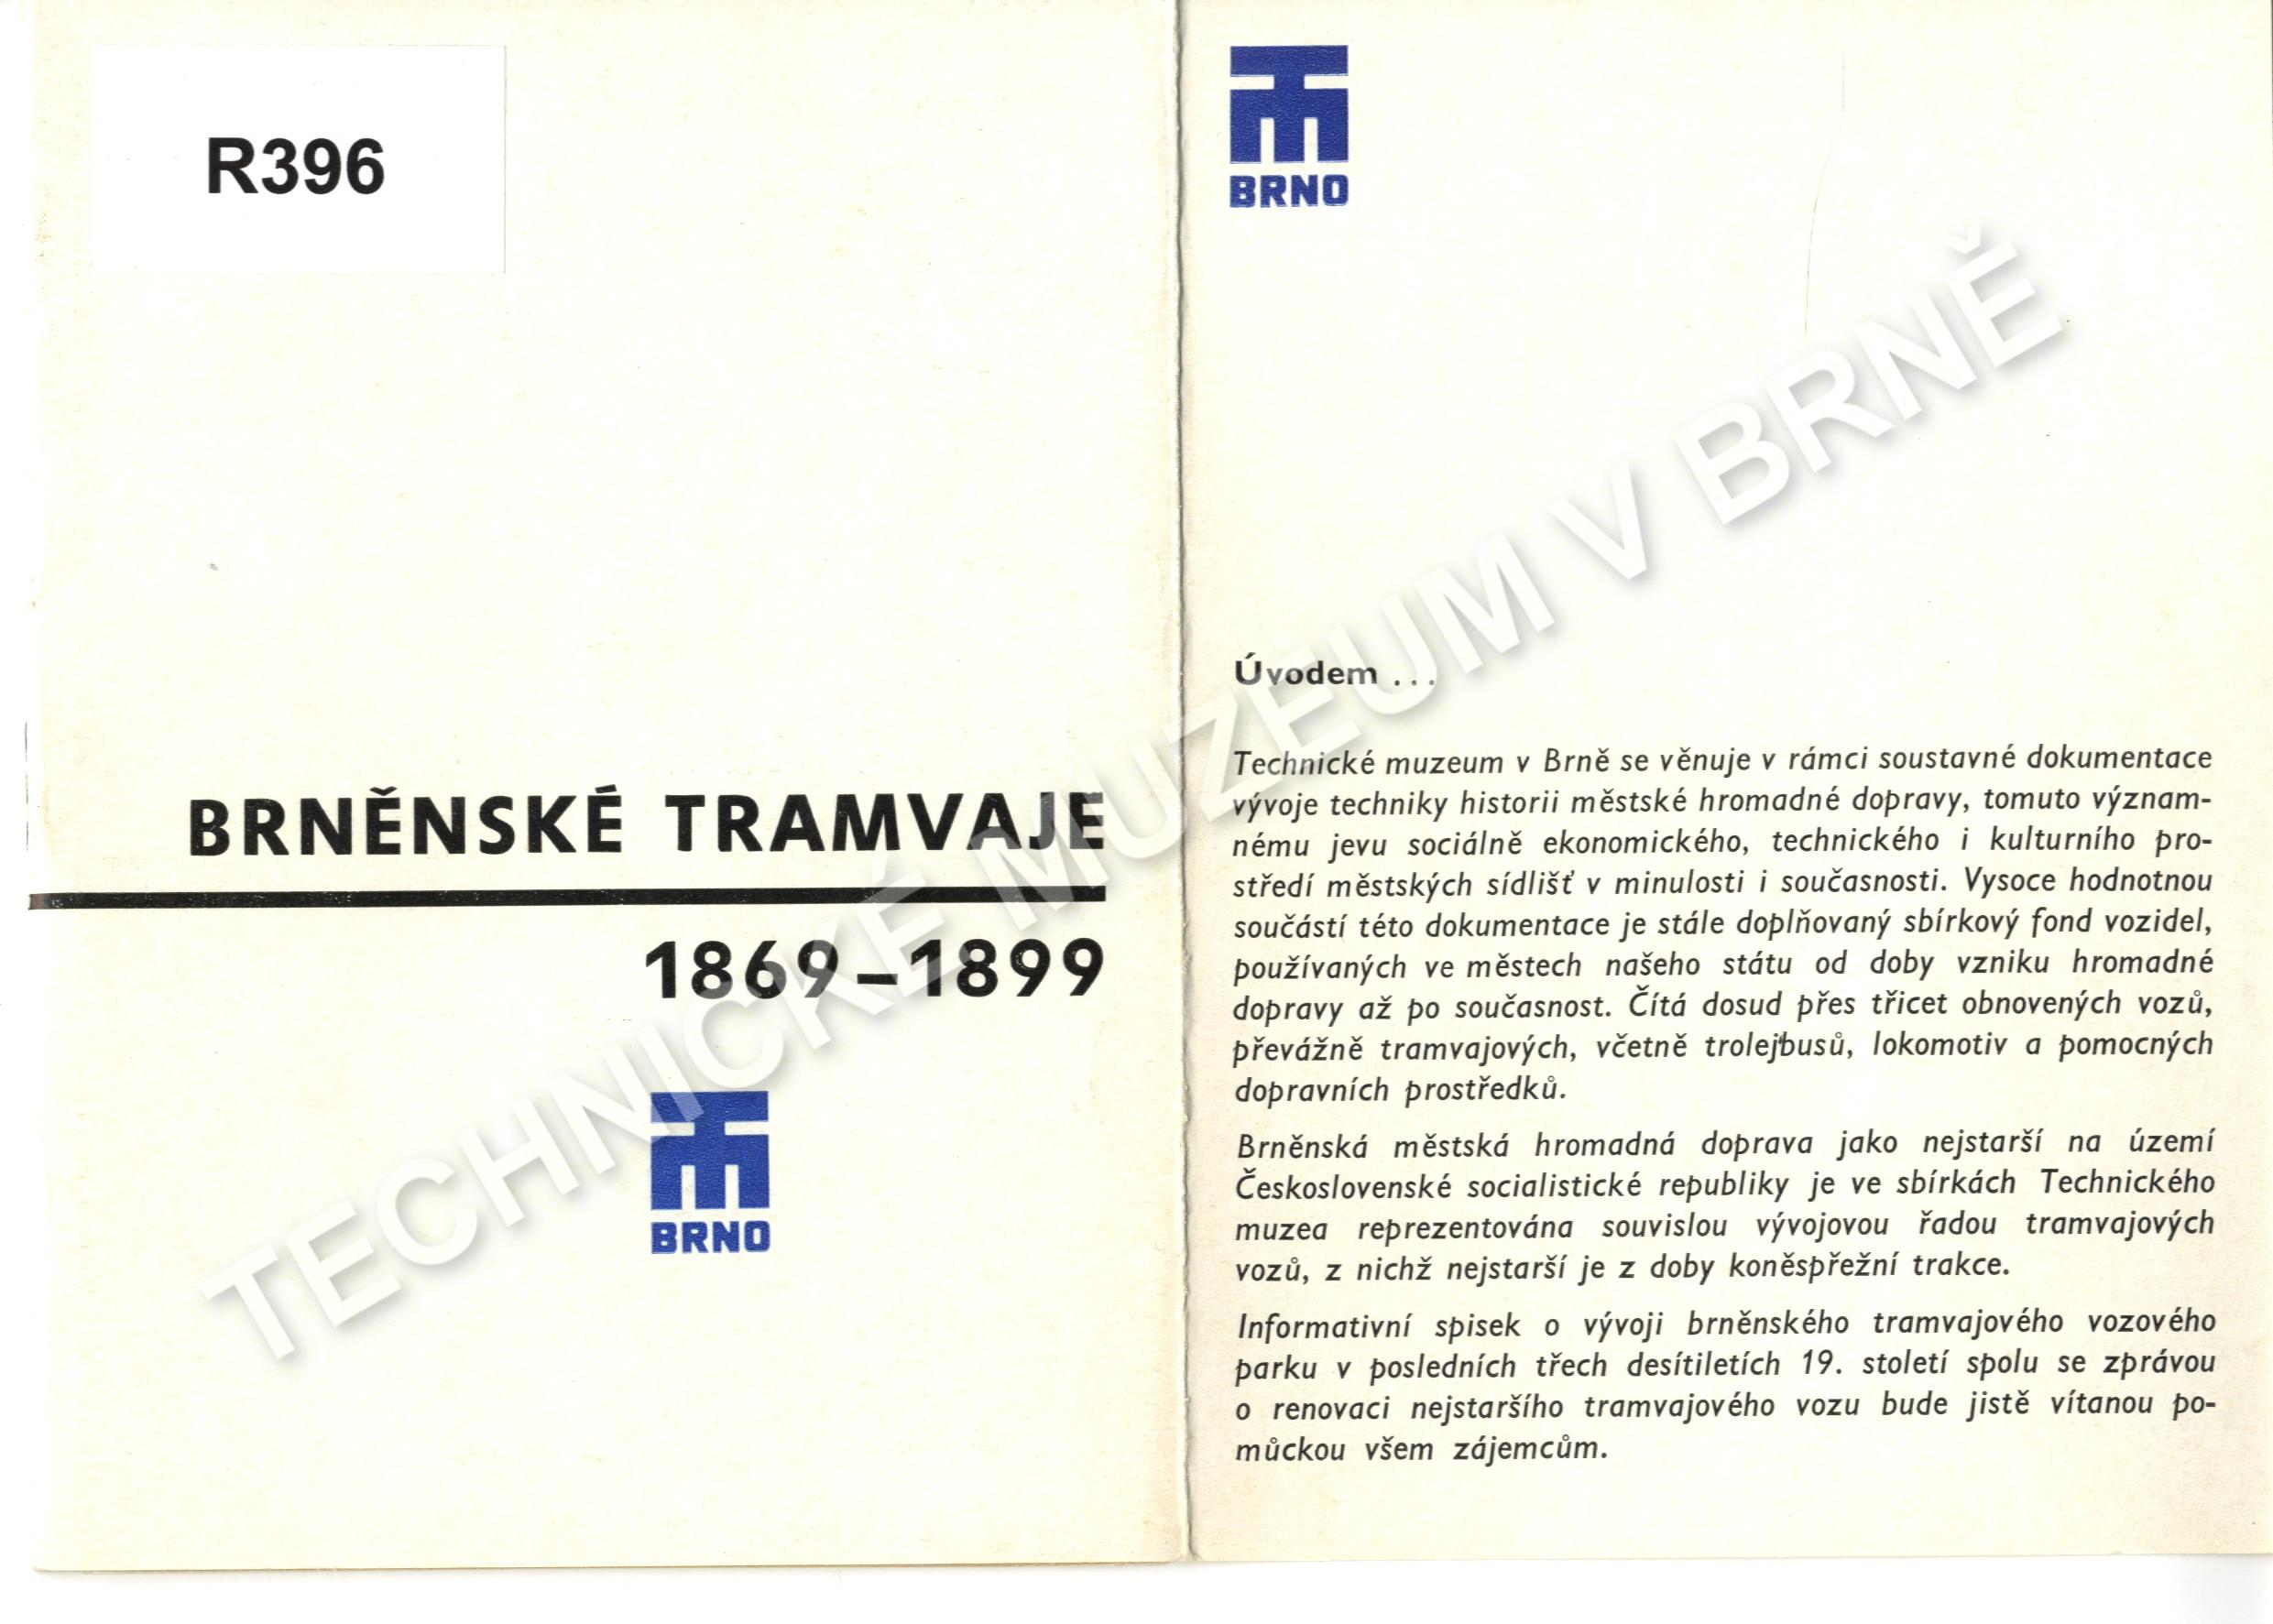 R396
BRNĚNSKÉ TRAMVAJE
1869–1899
BRNO
BRNO
Úvodem ...
Technické muzeum v Brně se věnuje v rámci soustavné dokumentace
vývoje techniky historii městské hromadné dopravy, tomuto význam-
nému jevu sociálně ekonomického, technického i kulturního pro-
středí městských sídlišť v minulosti i současnosti. Vysoce hodnotnou
součástí této dokumentace je stále doplňovaný sbírkový fond vozidel,
používaných ve městech našeho státu od doby vzniku hromadné
dopravy až po současnost. Čítá dosud přes třicet obnovených vozů,
převážně tramvajových, včetně trolejbusů, lokomotiv a pomocných
dopravních prostředků.
Brněnská městská hromadná doprava jako nejstarší na území
Československé socialistické republiky je ve sbírkách Technického
muzea reprezentována souvislou vývojovou řadou tramvajových
vozů, z nichž nejstarší je z doby koněspřežní trakce.
Informativní spisek o vývoji brněnského tramvajového vozového
parku v posledních třech desítiletích 19. století spolu se zprávou
o renovaci nejstaršího tramvajového vozu bude jistě vítanou po-
můckou všem zájemcům.
TECHNICKÉ MUZEUM V BRNĚ